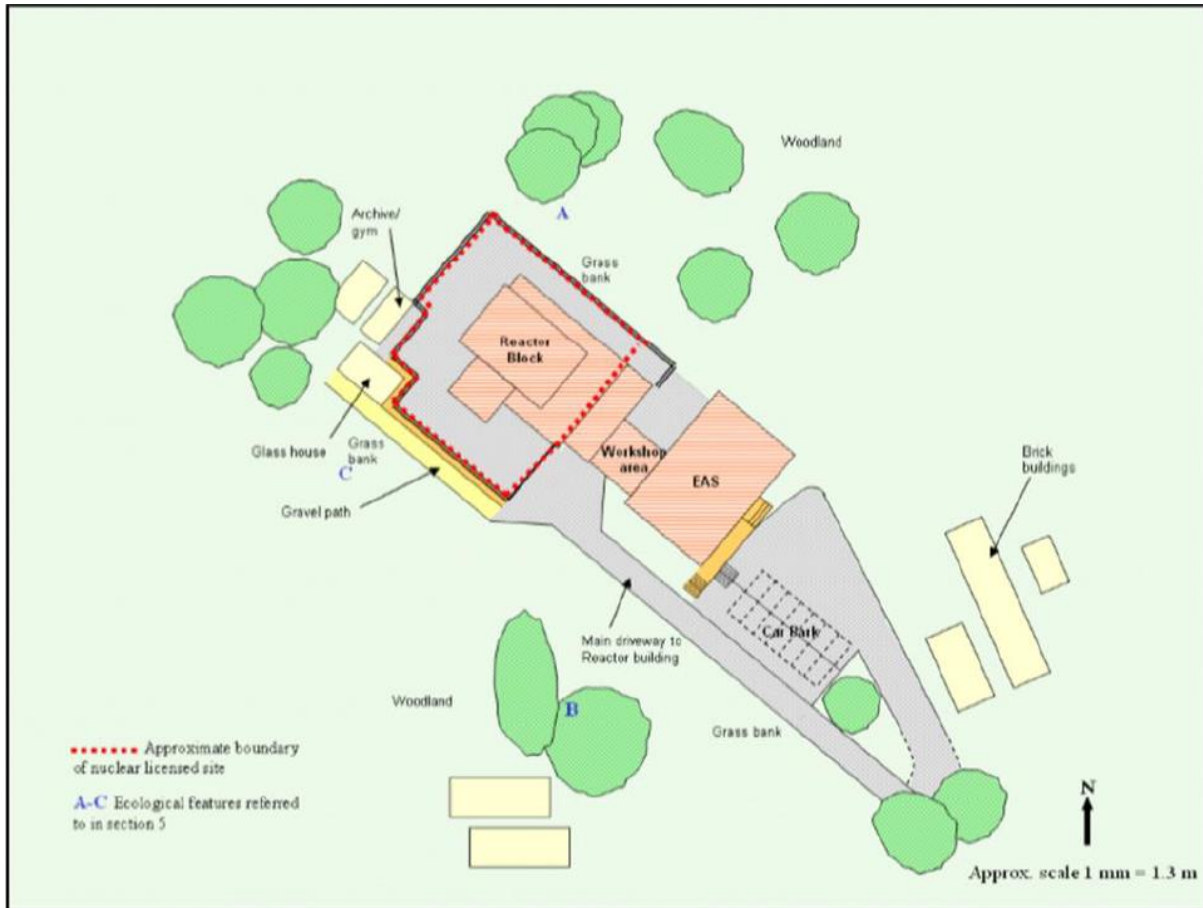 Woodland
A
Archive/
gym
Grass
bank
Reactor
Block
Glass house
Grass
bank
C
Gravel path
Workshop
area
EAS
Brick
buildings
Main driveway to
Reactor building
Car Park
Woodland
B
Grass bank
Approximate boundary
of nuclear licensed site
A-C Ecological features referred
to in section 5
N
Approx. scale 1 mm = 1.3 m